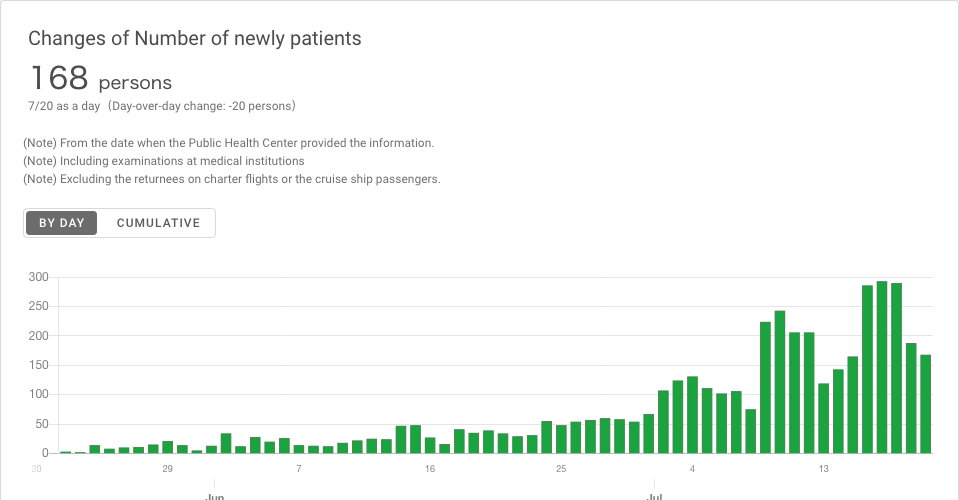 Changes of Number of newly patients
168 persons
7/20 as a day (Day-over-day change: -20 persons)
(Note) From the date when the Public Health Center provided the information.
(Note) Including examinations at medical institutions
(Note) Excluding the returnees on charter flights or the cruise ship passengers.
BY DAY CUMULATIVE
300
250
200
150
100
50
0
20 29 7 16 25 4 13
Jun Jul